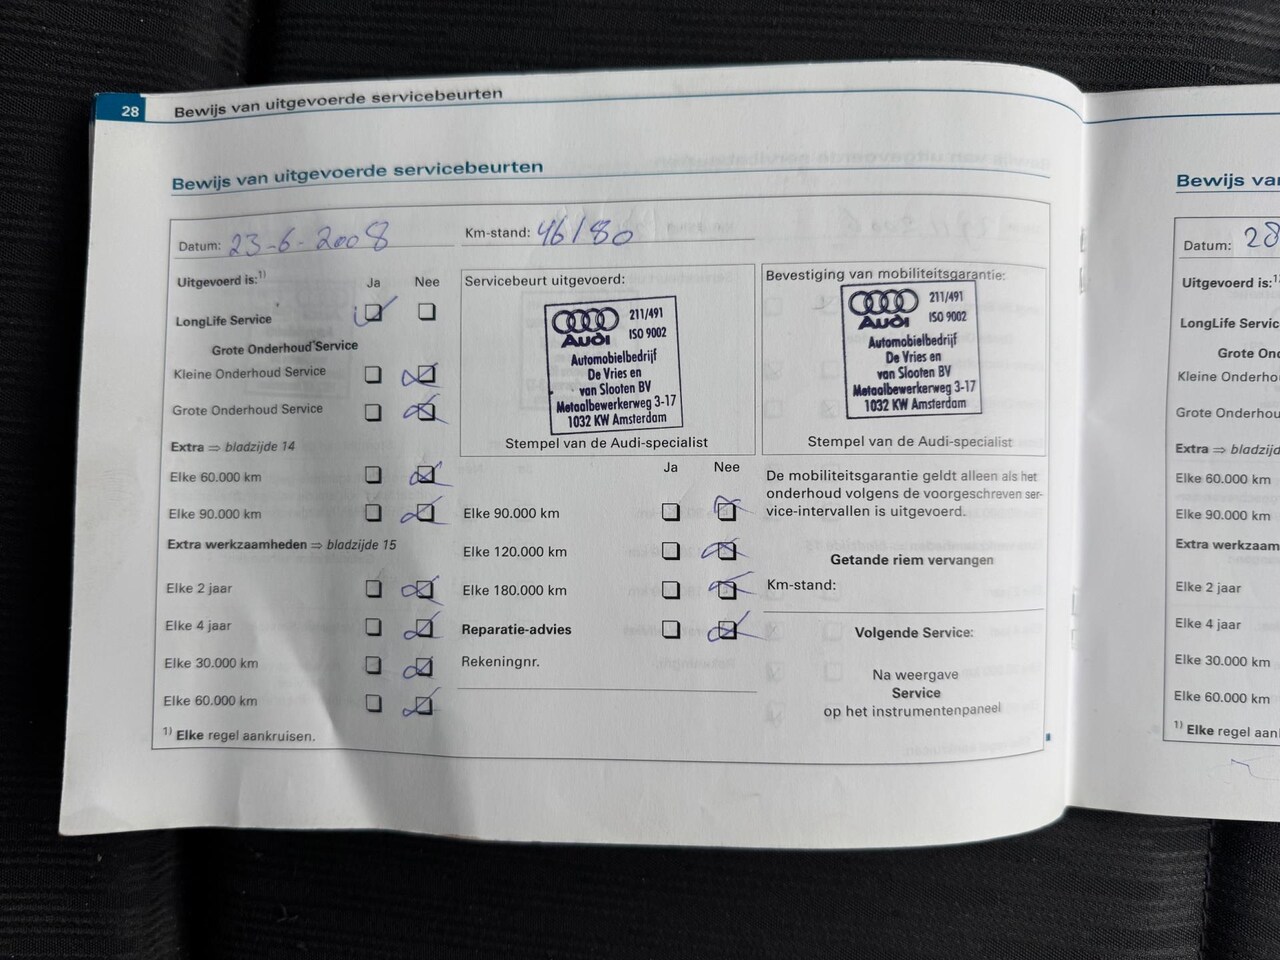 28
Bewijs van uitgevoerde servicebeurten
Bewijs van uitgevoerde servicebeurten
Datum: 23-6-2008
Km-stand: 46180
Uitgevoerd is:1)
Ja Nee
LongLife Service
Grote Onderhoud Service
Kleine Onderhoud Service
Grote Onderhoud Service
Extra ⇒ bladzijde 14
Elke 60.000 km
Elke 90.000 km
Extra werkzaamheden ⇒ bladzijde 15
Elke 2 jaar
Elke 4 jaar
Elke 30.000 km
Elke 60.000 km
1) Elke regel aankruisen.
Servicebeurt uitgevoerd:
Audi
211/491
ISO 9002
Automobielbedrijf
De Vries en
van Slooten BV
Metaalbewerkerweg 3-17
1032 KW Amsterdam
Stempel van de Audi-specialist
Ja Nee
Elke 90.000 km
Elke 120.000 km
Elke 180.000 km
Reparatie-advies
Rekeningnr.
Bevestiging van mobiliteitsgarantie:
Audi
211/491
ISO 9002
Automobielbedrijf
De Vries en
van Slooten BV
Metaalbewerkerweg 3-17
1032 KW Amsterdam
Stempel van de Audi-specialist
De mobiliteitsgarantie geldt alleen als het
onderhoud volgens de voorgeschreven ser-
vice-intervallen is uitgevoerd.
Getande riem vervangen
Km-stand:
Volgende Service:
Na weergave
Service
op het instrumentenpaneel
Bewijs va
Datum: 28
Uitgevoerd is:1
LongLife Servic
Grote On
Kleine Onderho
Grote Onderhou
Extra ⇒ bladzijd
Elke 60.000 km
Elke 90.000 km
Extra werkzaam
Elke 2 jaar
Elke 4 jaar
Elke 30.000 km
Elke 60.000 km
1) Elke regel aan